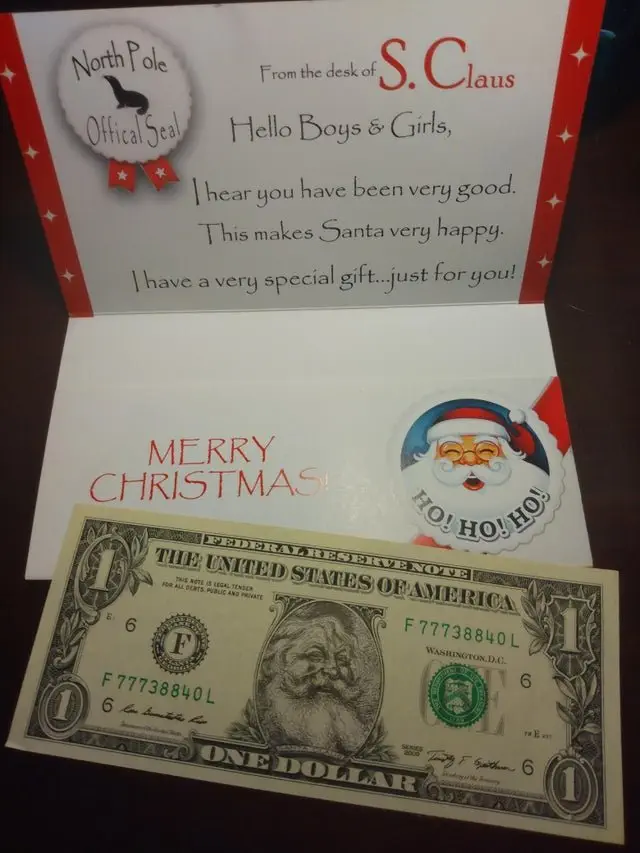 North Pole
Offical Seal
From the desk of S. Claus
Hello Boys & Girls,
I hear you have been very good.
This makes Santa very happy.
I have a very special gift...just for you!
MERRY
CHRISTMAS!
HO! HO! HO!
FEDERAL RESERVE NOTE
THE UNITED STATES OF AMERICA
THIS NOTE IS LEGAL TENDER
FOR ALL DEBTS, PUBLIC AND PRIVATE
1
1
F 77738840 L
WASHINGTON, D.C.
6
F
6
ONE
F 77738840 L
6
6
SERIES
2009
1
ONE DOLLAR
1